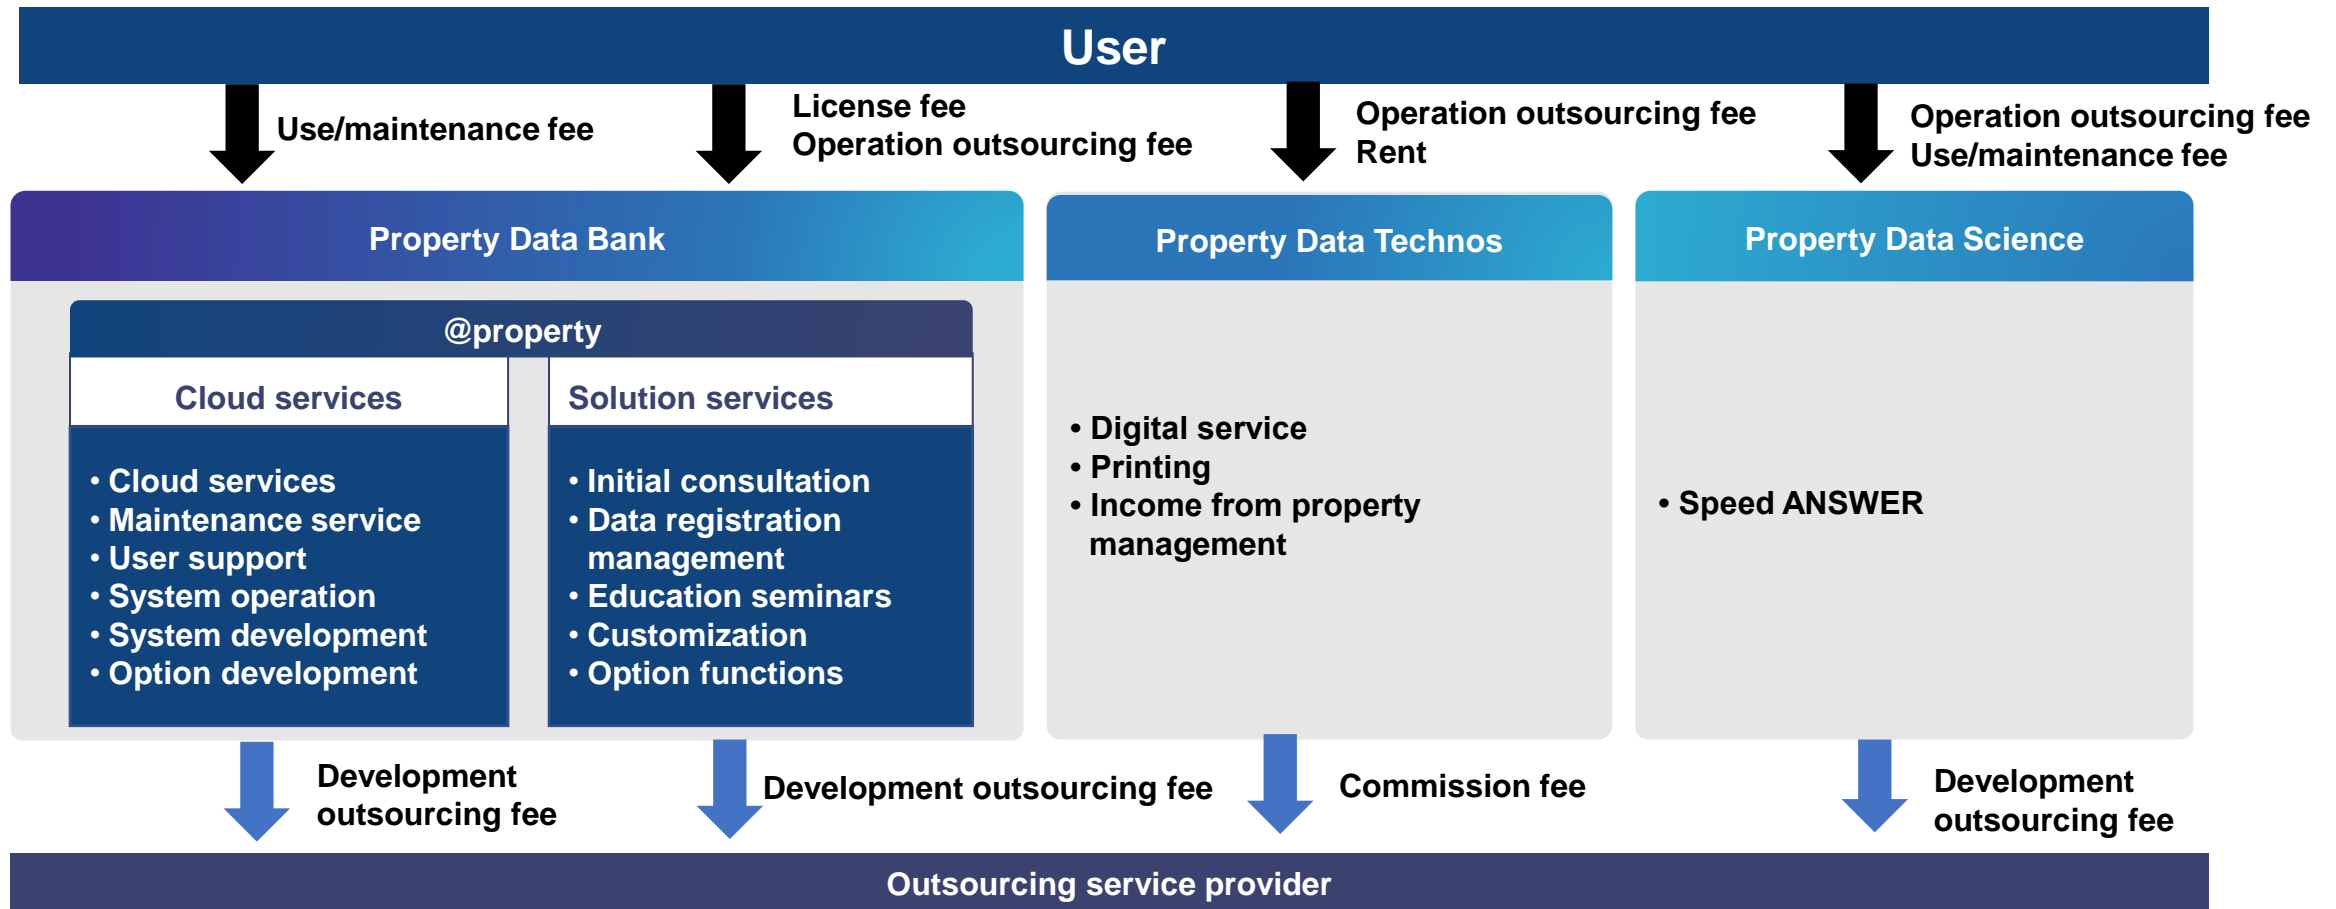 User
Use/maintenance fee
License fee
Operation outsourcing fee
Operation outsourcing fee
Rent
Operation outsourcing fee
Use/maintenance fee
Property Data Bank
Property Data Technos
Property Data Science
@property
Cloud services
Solution services
• Cloud services
• Maintenance service
• User support
• System operation
• System development
• Option development
• Initial consultation
• Data registration
management
• Education seminars
• Customization
• Option functions
• Digital service
• Printing
• Income from property
management
• Speed ANSWER
Development
outsourcing fee
Development outsourcing fee
Commission fee
Development
outsourcing fee
Outsourcing service provider